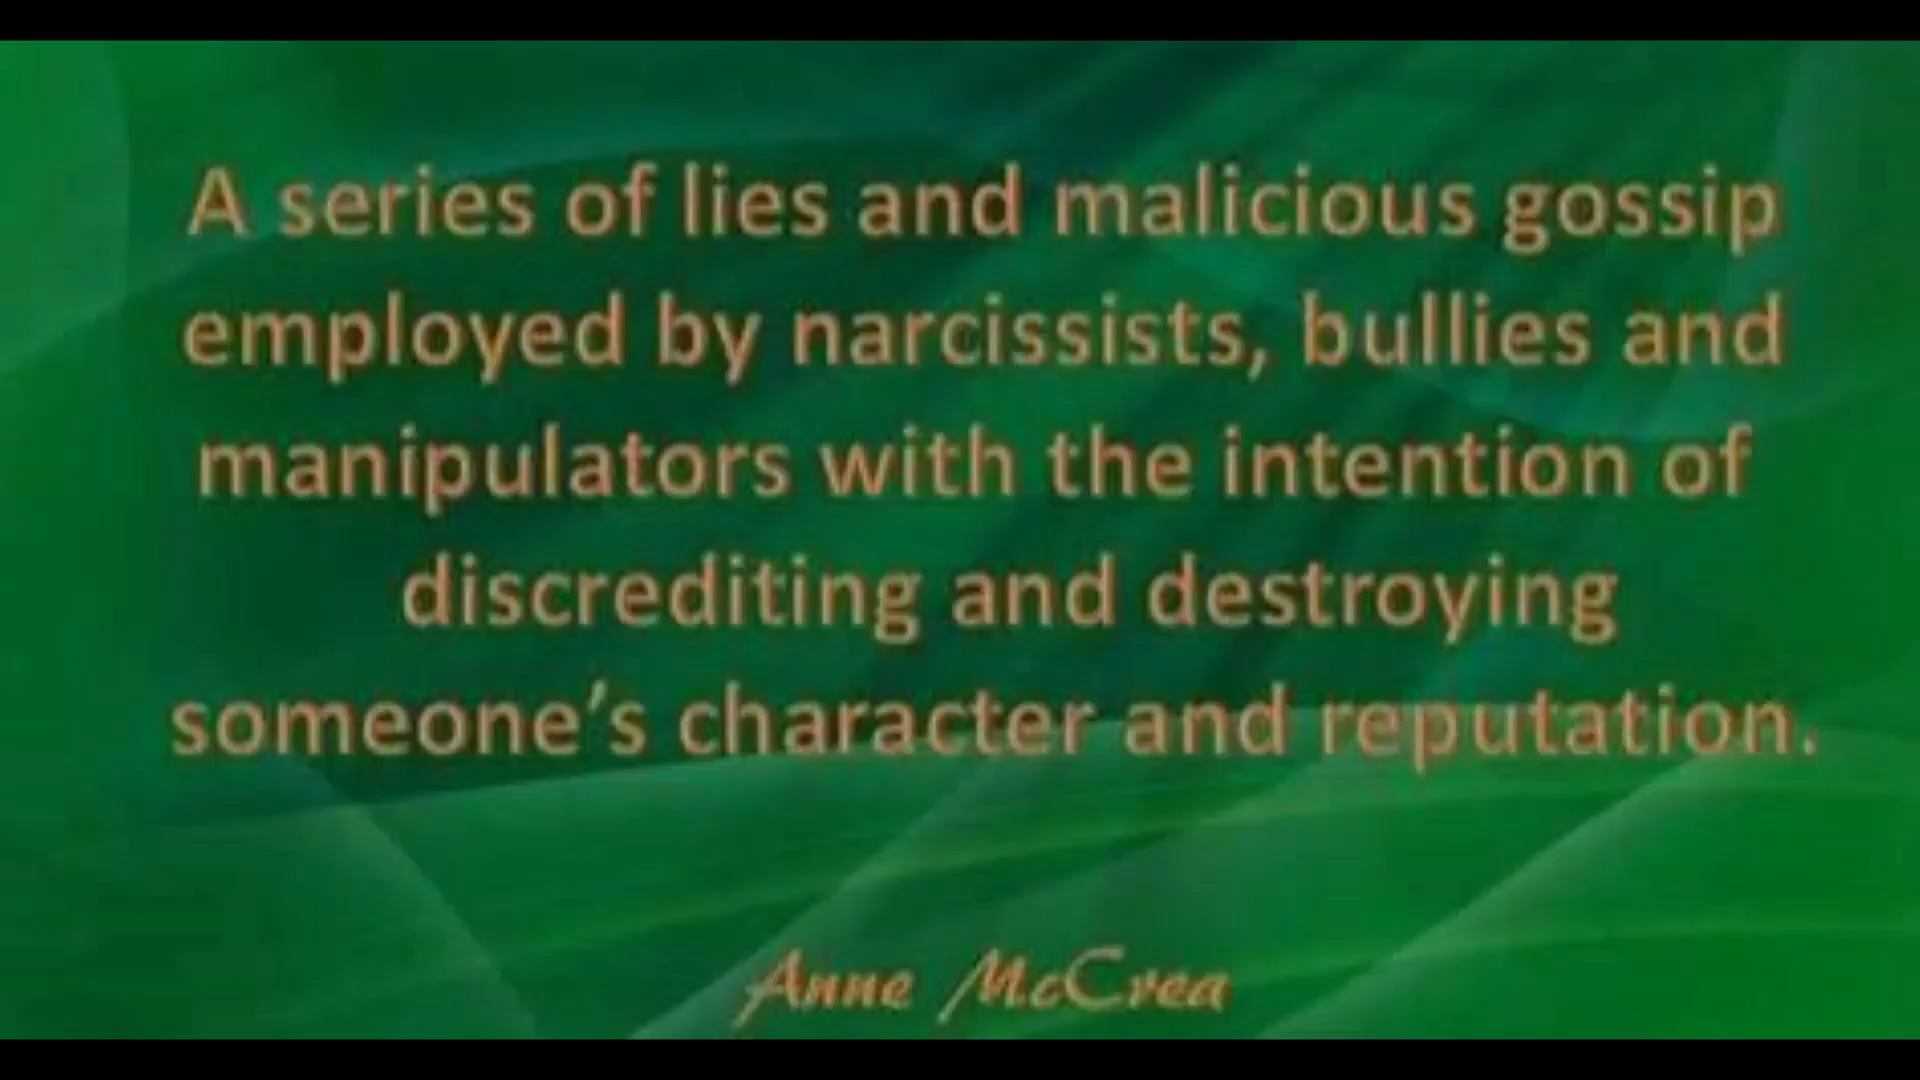 A series of lies and malicious gossip
employed by narcissists, bullies and
manipulators with the intention of
discrediting and destroying
someone's character and reputation.
Anne McCrea